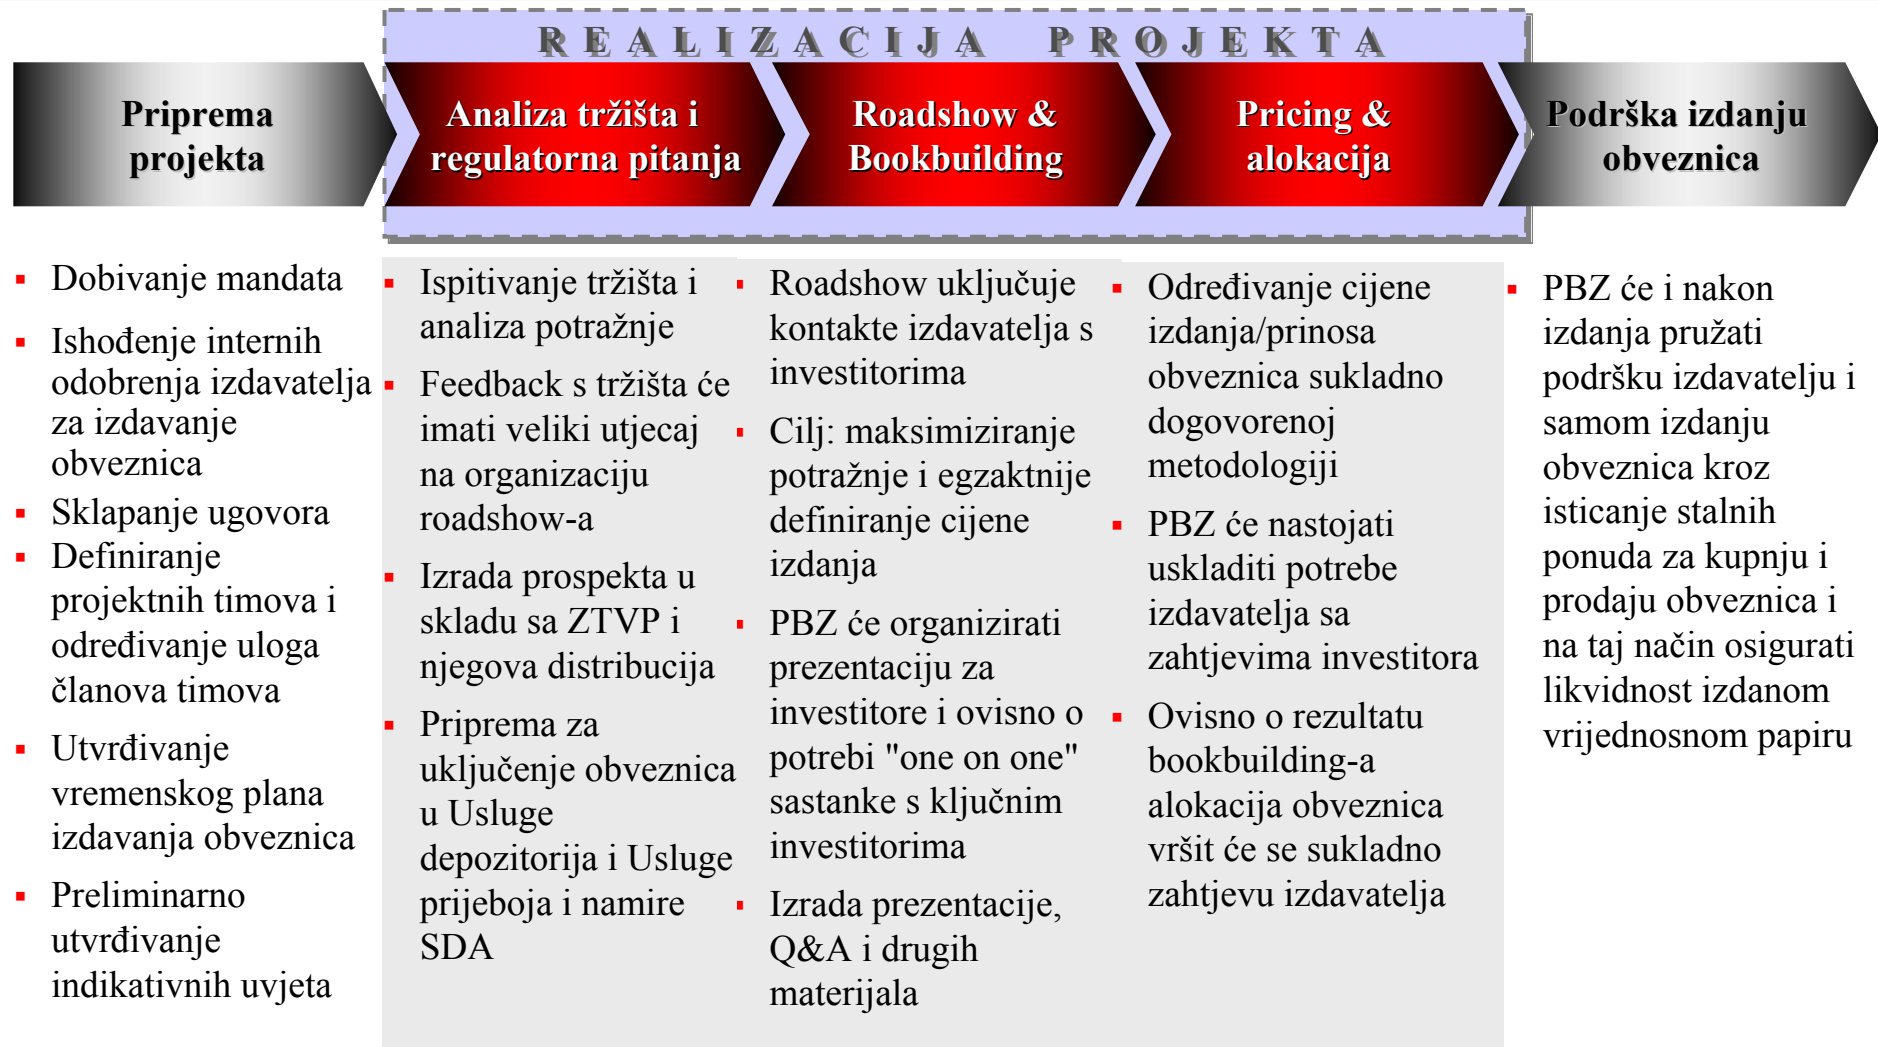 REALIZACIJA PROJEKTA
Priprema
projekta
Analiza tržišta i
regulatorna pitanja
Roadshow &
Bookbuilding
Pricing &
alokacija
Podrška izdanju
obveznica
▪ Dobivanje mandata
▪ Ishođenje internih
odobrenja izdavatelja
za izdavanje
obveznica
▪ Sklapanje ugovora
▪ Definiranje
projektnih timova i
određivanje uloga
članova timova
▪ Utvrđivanje
vremenskog plana
izdavanja obveznica
▪ Preliminarno
utvrđivanje
indikativnih uvjeta
▪ Ispitivanje tržišta i
analiza potražnje
▪ Feedback s tržišta će
imati veliki utjecaj
na organizaciju
roadshow-a
▪ Izrada prospekta u
skladu sa ZTVP i
njegova distribucija
▪ Priprema za
uključenje obveznica
u Usluge
depozitorija i Usluge
prijeboja i namire
SDA
▪ Roadshow uključuje
kontakte izdavatelja s
investitorima
▪ Cilj: maksimiziranje
potražnje i egzaktnije
definiranje cijene
izdanja
▪ PBZ će organizirati
prezentaciju za
investitore i ovisno o
potrebi "one on one"
sastanke s ključnim
investitorima
▪ Izrada prezentacije,
Q&A i drugih
materijala
▪ Određivanje cijene
izdanja/prinosa
obveznica sukladno
dogovorenoj
metodologiji
▪ PBZ će nastojati
uskladiti potrebe
izdavatelja sa
zahtjevima investitora
▪ Ovisno o rezultatu
bookbuilding-a
alokacija obveznica
vršit će se sukladno
zahtjevu izdavatelja
▪ PBZ će i nakon
izdanja pružati
podršku izdavatelju i
samom izdanju
obveznica kroz
isticanje stalnih
ponuda za kupnju i
prodaju obveznica i
na taj način osigurati
likvidnost izdanom
vrijednosnom papiru